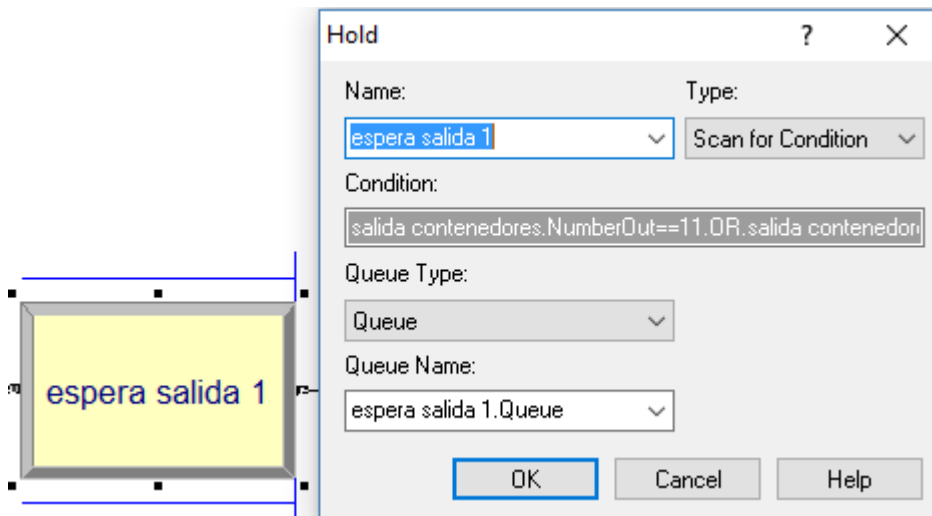 Hold
?
Name:
Type:
espera salida 1
Scan for Condition
Condition:
salida contenedores.NumberOut==11.OR.salida contenedor
Queue Type:
Queue
espera salida 1
Queue Name:
espera salida 1.Queue
OK
Cancel
Help